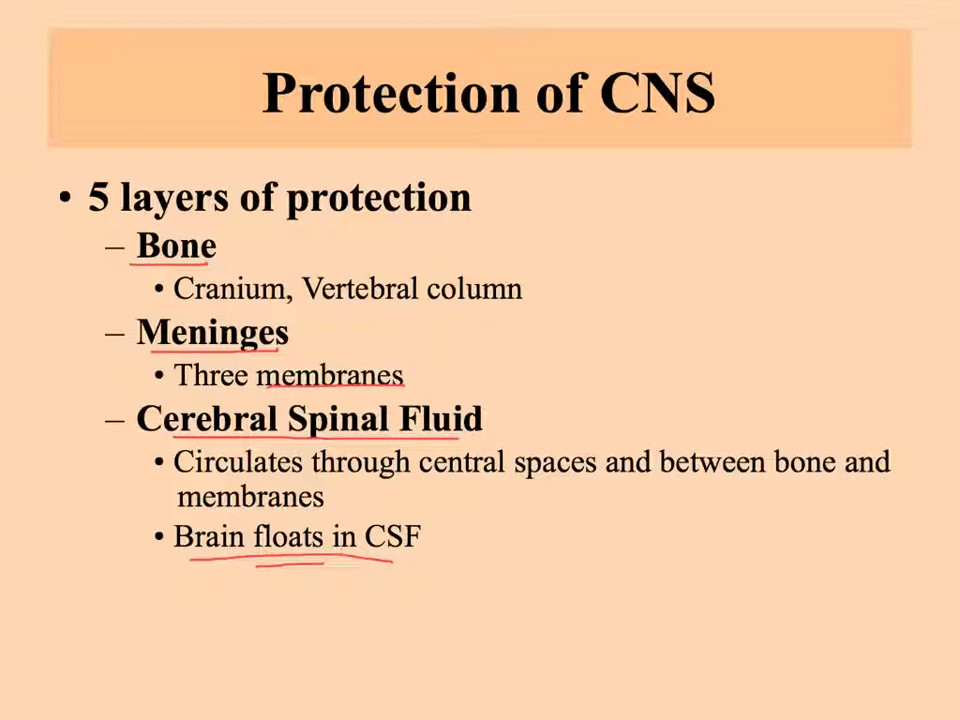 Protection of CNS
• 5 layers of protection
– Bone
• Cranium, Vertebral column
– Meninges
• Three membranes
– Cerebral Spinal Fluid
• Circulates through central spaces and between bone and
membranes
• Brain floats in CSF